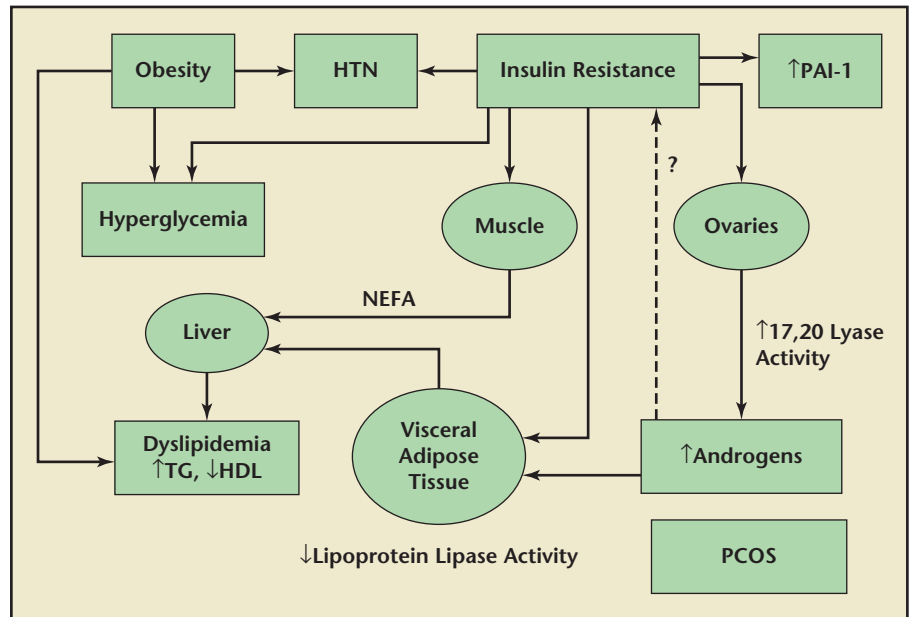 Obesity
HTN
Insulin Resistance
↑PAI-1
?
Hyperglycemia
Muscle
Ovaries
NEFA
Liver
↑17,20 Lyase
Activity
Dyslipidemia
↑TG, ↓HDL
Visceral
Adipose
Tissue
↑Androgens
↓Lipoprotein Lipase Activity
PCOS